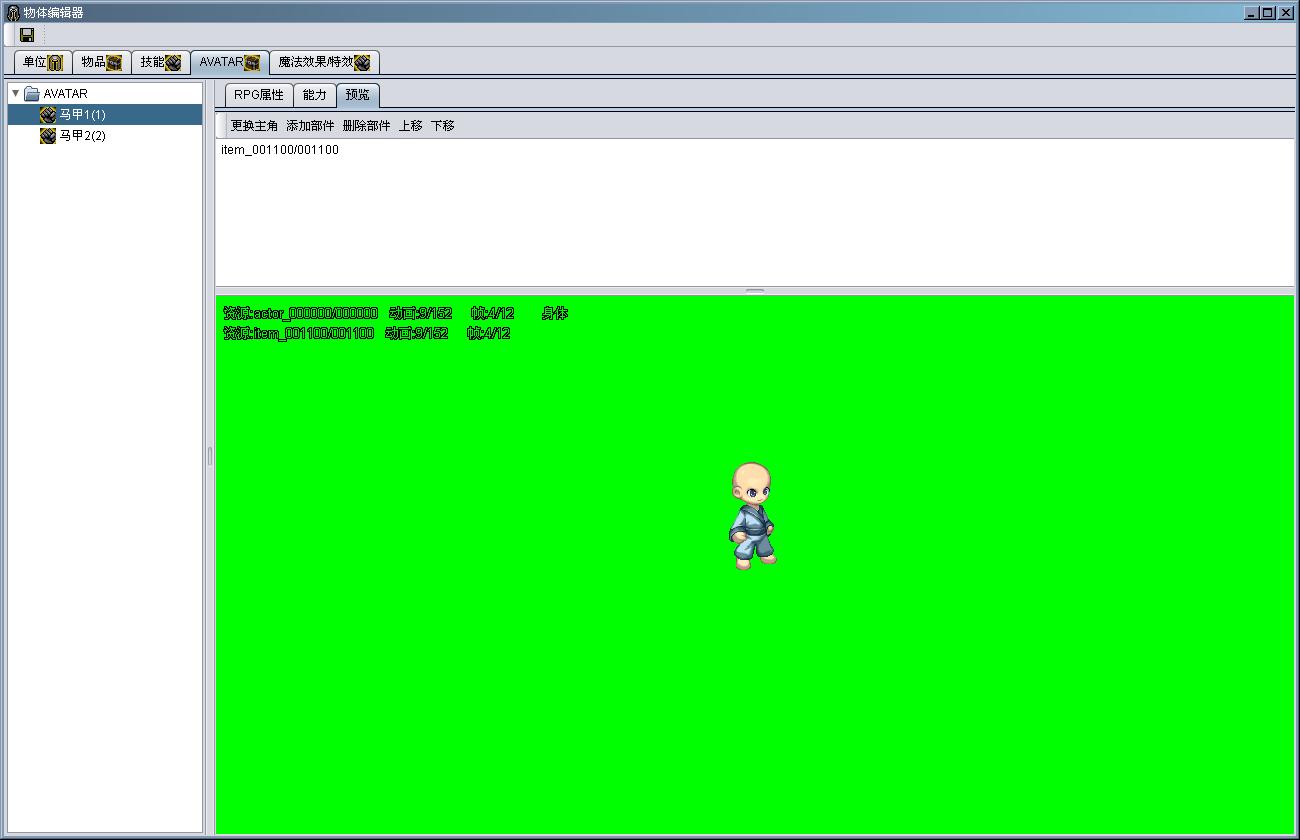 物体编辑器
单位 物品 技能 AVATAR 魔法效果/特效
AVATAR
马甲1(1)
马甲2(2)
RPG属性 能力 预览
更换主角 添加部件 删除部件 上移 下移
item_001100/001100
资源:actor_000000/000000 动画:9/152 帧:4/12 身体
资源:item_001100/001100 动画:9/152 帧:4/12